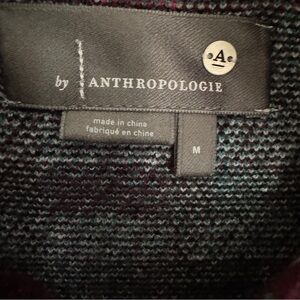 A
by ANTHROPOLOGIE
made in china
fabriqué en chine
M